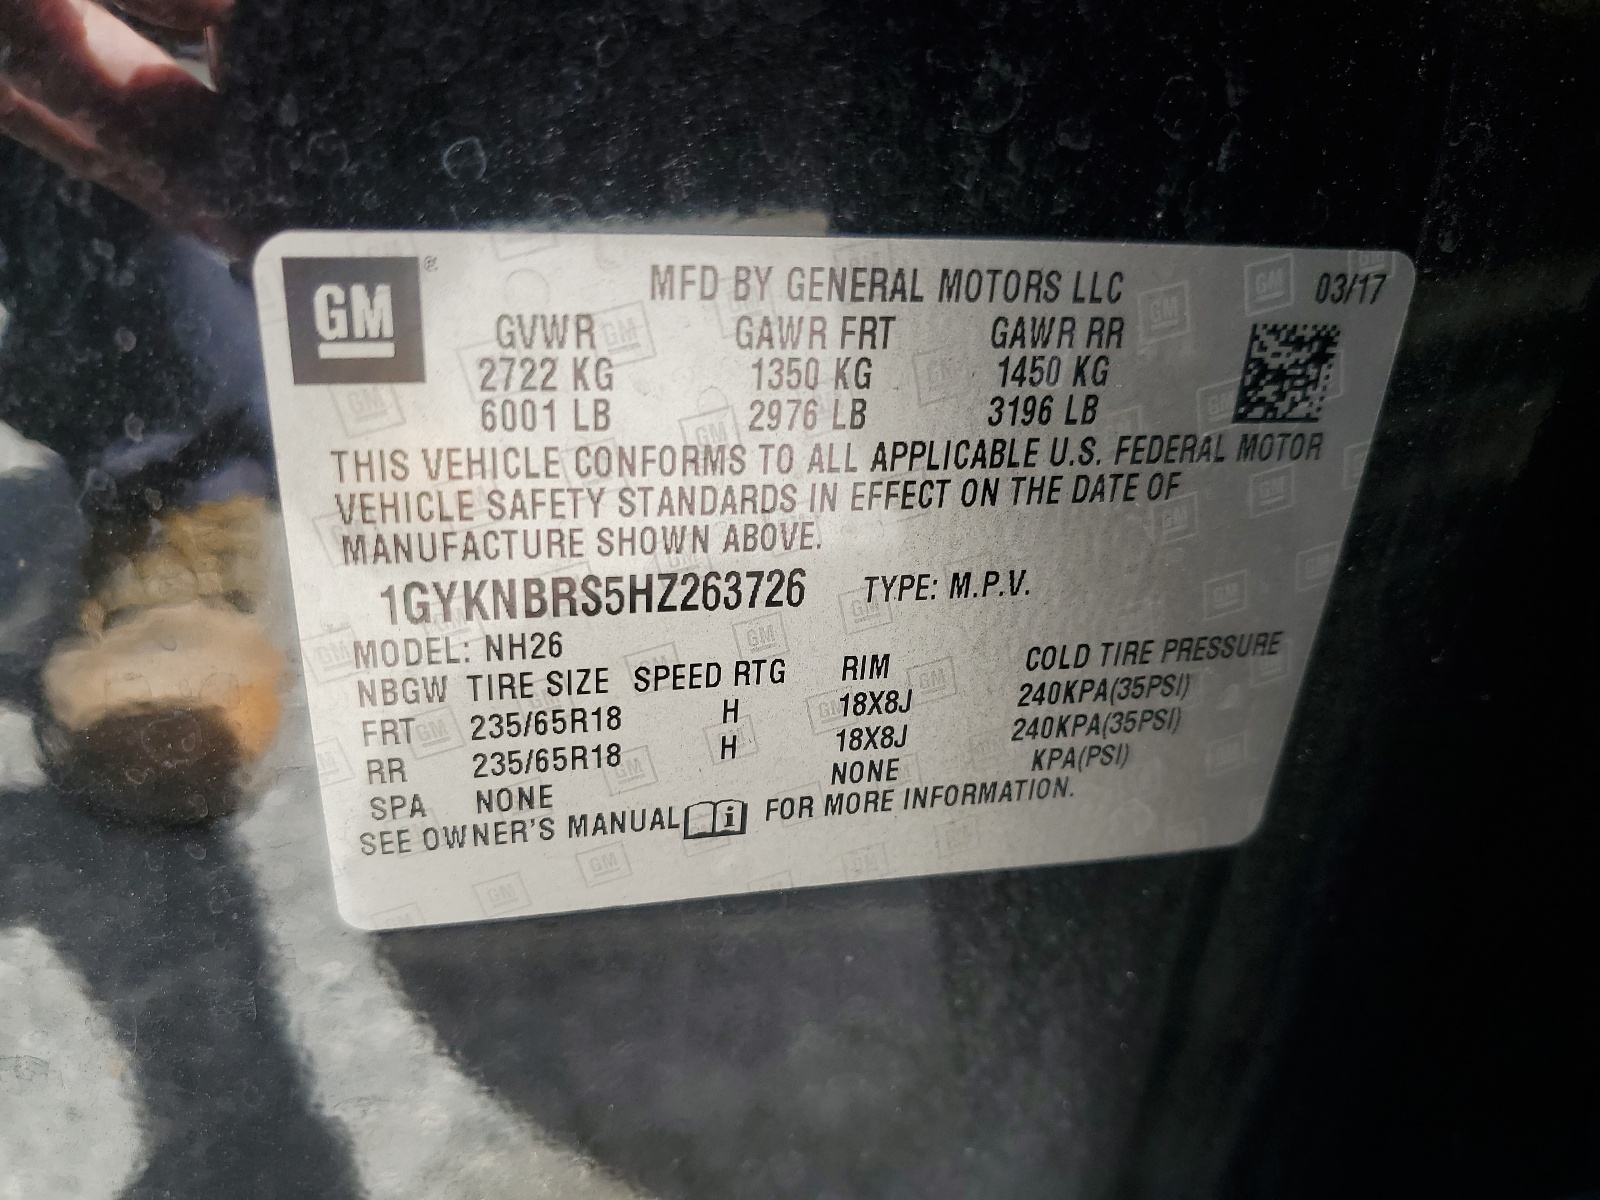 GM®
MFD BY GENERAL MOTORS LLC 03/17
GVWR GAWR FRT GAWR RR
2722 KG 1350 KG 1450 KG
6001 LB 2976 LB 3196 LB
THIS VEHICLE CONFORMS TO ALL APPLICABLE U.S. FEDERAL MOTOR
VEHICLE SAFETY STANDARDS IN EFFECT ON THE DATE OF
MANUFACTURE SHOWN ABOVE.
1GYKNBRS5HZ263726 TYPE: M.P.V.
MODEL: NH26
NBGW TIRE SIZE SPEED RTG RIM COLD TIRE PRESSURE
FRT 235/65R18 H 18X8J 240KPA(35PSI)
RR 235/65R18 H 18X8J 240KPA(35PSI)
SPA NONE NONE KPA(PSI)
SEE OWNER'S MANUAL i FOR MORE INFORMATION.